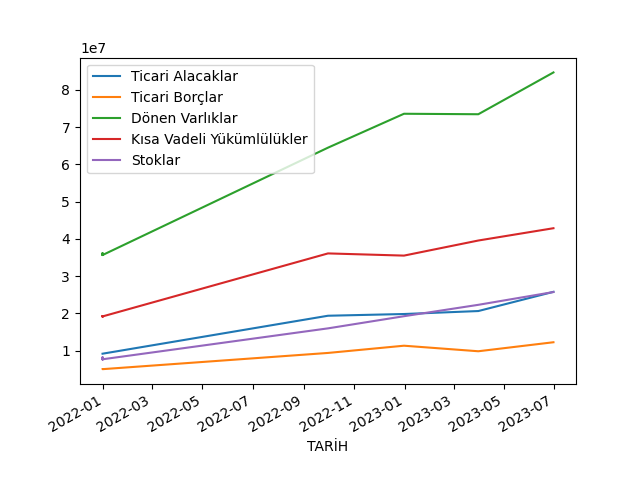 1e7
Ticari Alacaklar
Ticari Borçlar
Dönen Varlıklar
Kısa Vadeli Yükümlülükler
Stoklar
8
7
6
5
4
3
2
1
2022-01
2022-03
2022-05
2022-07
2022-09
2022-11
2023-01
2023-03
2023-05
2023-07
TARİH